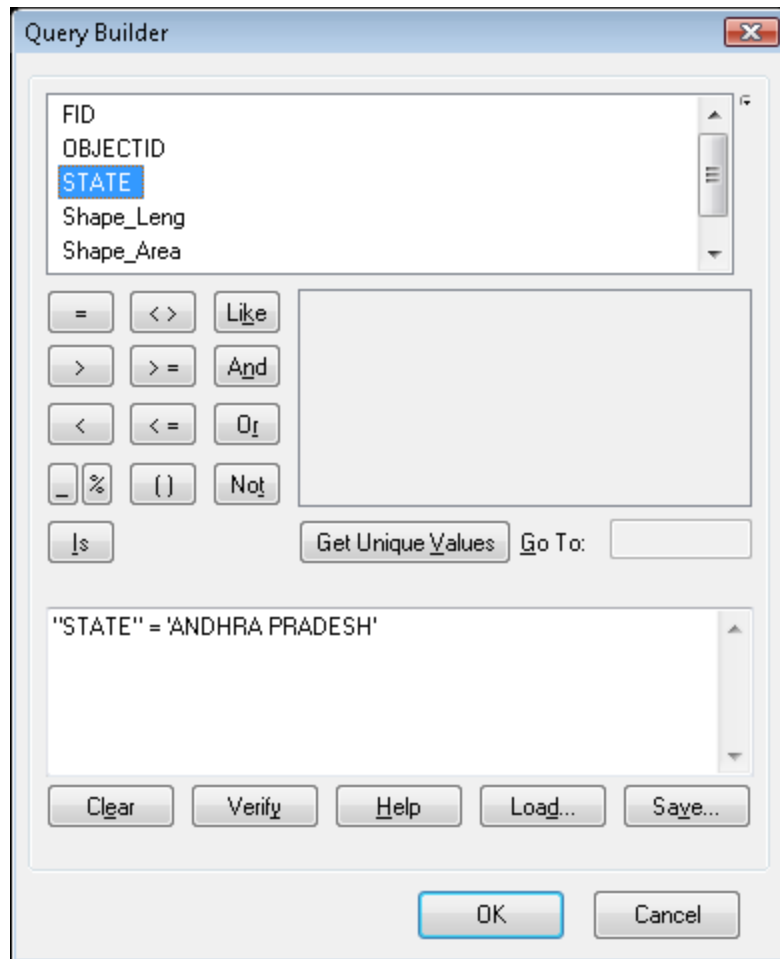 Query Builder
FID
OBJECTID
STATE
Shape_Leng
Shape_Area
= < > Like
> > = And
< < = Or
_ % ( ) Not
Is Get Unique Values Go To:
"STATE" = 'ANDHRA PRADESH'
Clear Verify Help Load... Save...
OK Cancel